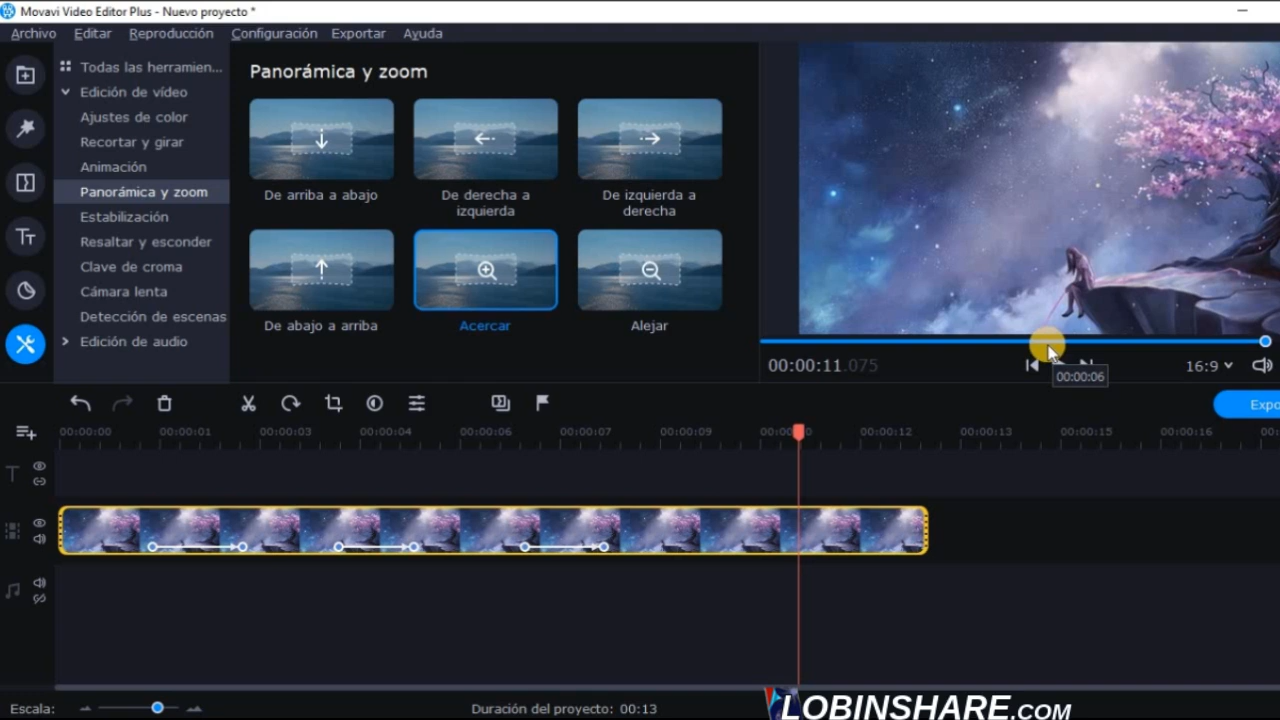 Movavi Video Editor Plus - Nuevo proyecto *
Archivo Editar Reproducción Configuración Exportar Ayuda
Todas las herramien...
Edición de vídeo
Ajustes de color
Recortar y girar
Animación
Panorámica y zoom
Estabilización
Resaltar y esconder
Clave de croma
Cámara lenta
Detección de escenas
Edición de audio
Panorámica y zoom
De arriba a abajo
De derecha a
izquierda
De izquierda a
derecha
De abajo a arriba
Acercar
Alejar
00:00:11.075
16:9
00:00:06
Expo
00:00:00 00:00:01 00:00:03 00:00:04 00:00:06 00:00:07 00:00:09 00:00:12 00:00:13 00:00:15 00:00:16
Escala:
Duración del proyecto: 00:13
LOBINSHARE.COM